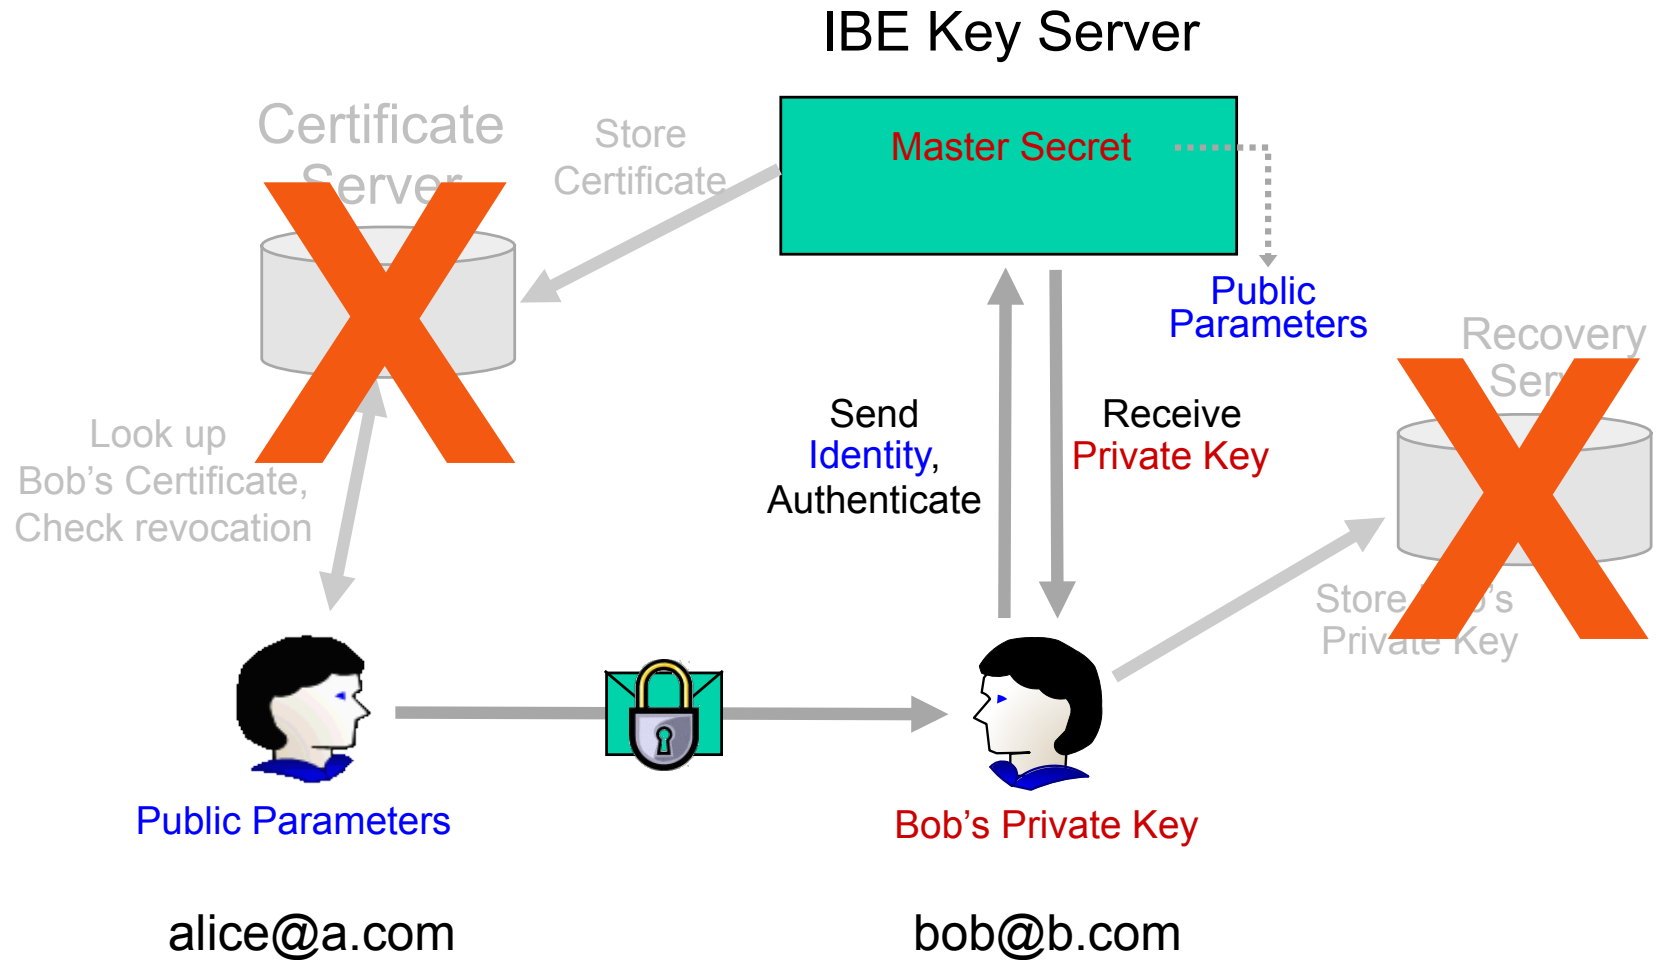 IBE Key Server
Certificate
Server
Store
Certificate
Master Secret
Public
Parameters
Recovery
Look up
Bob's Certificate,
Check revocation
Send
Identity,
Authenticate
Receive
Private Key
Store
Private Key
Public Parameters
Bob's Private Key
alice@a.com
bob@b.com